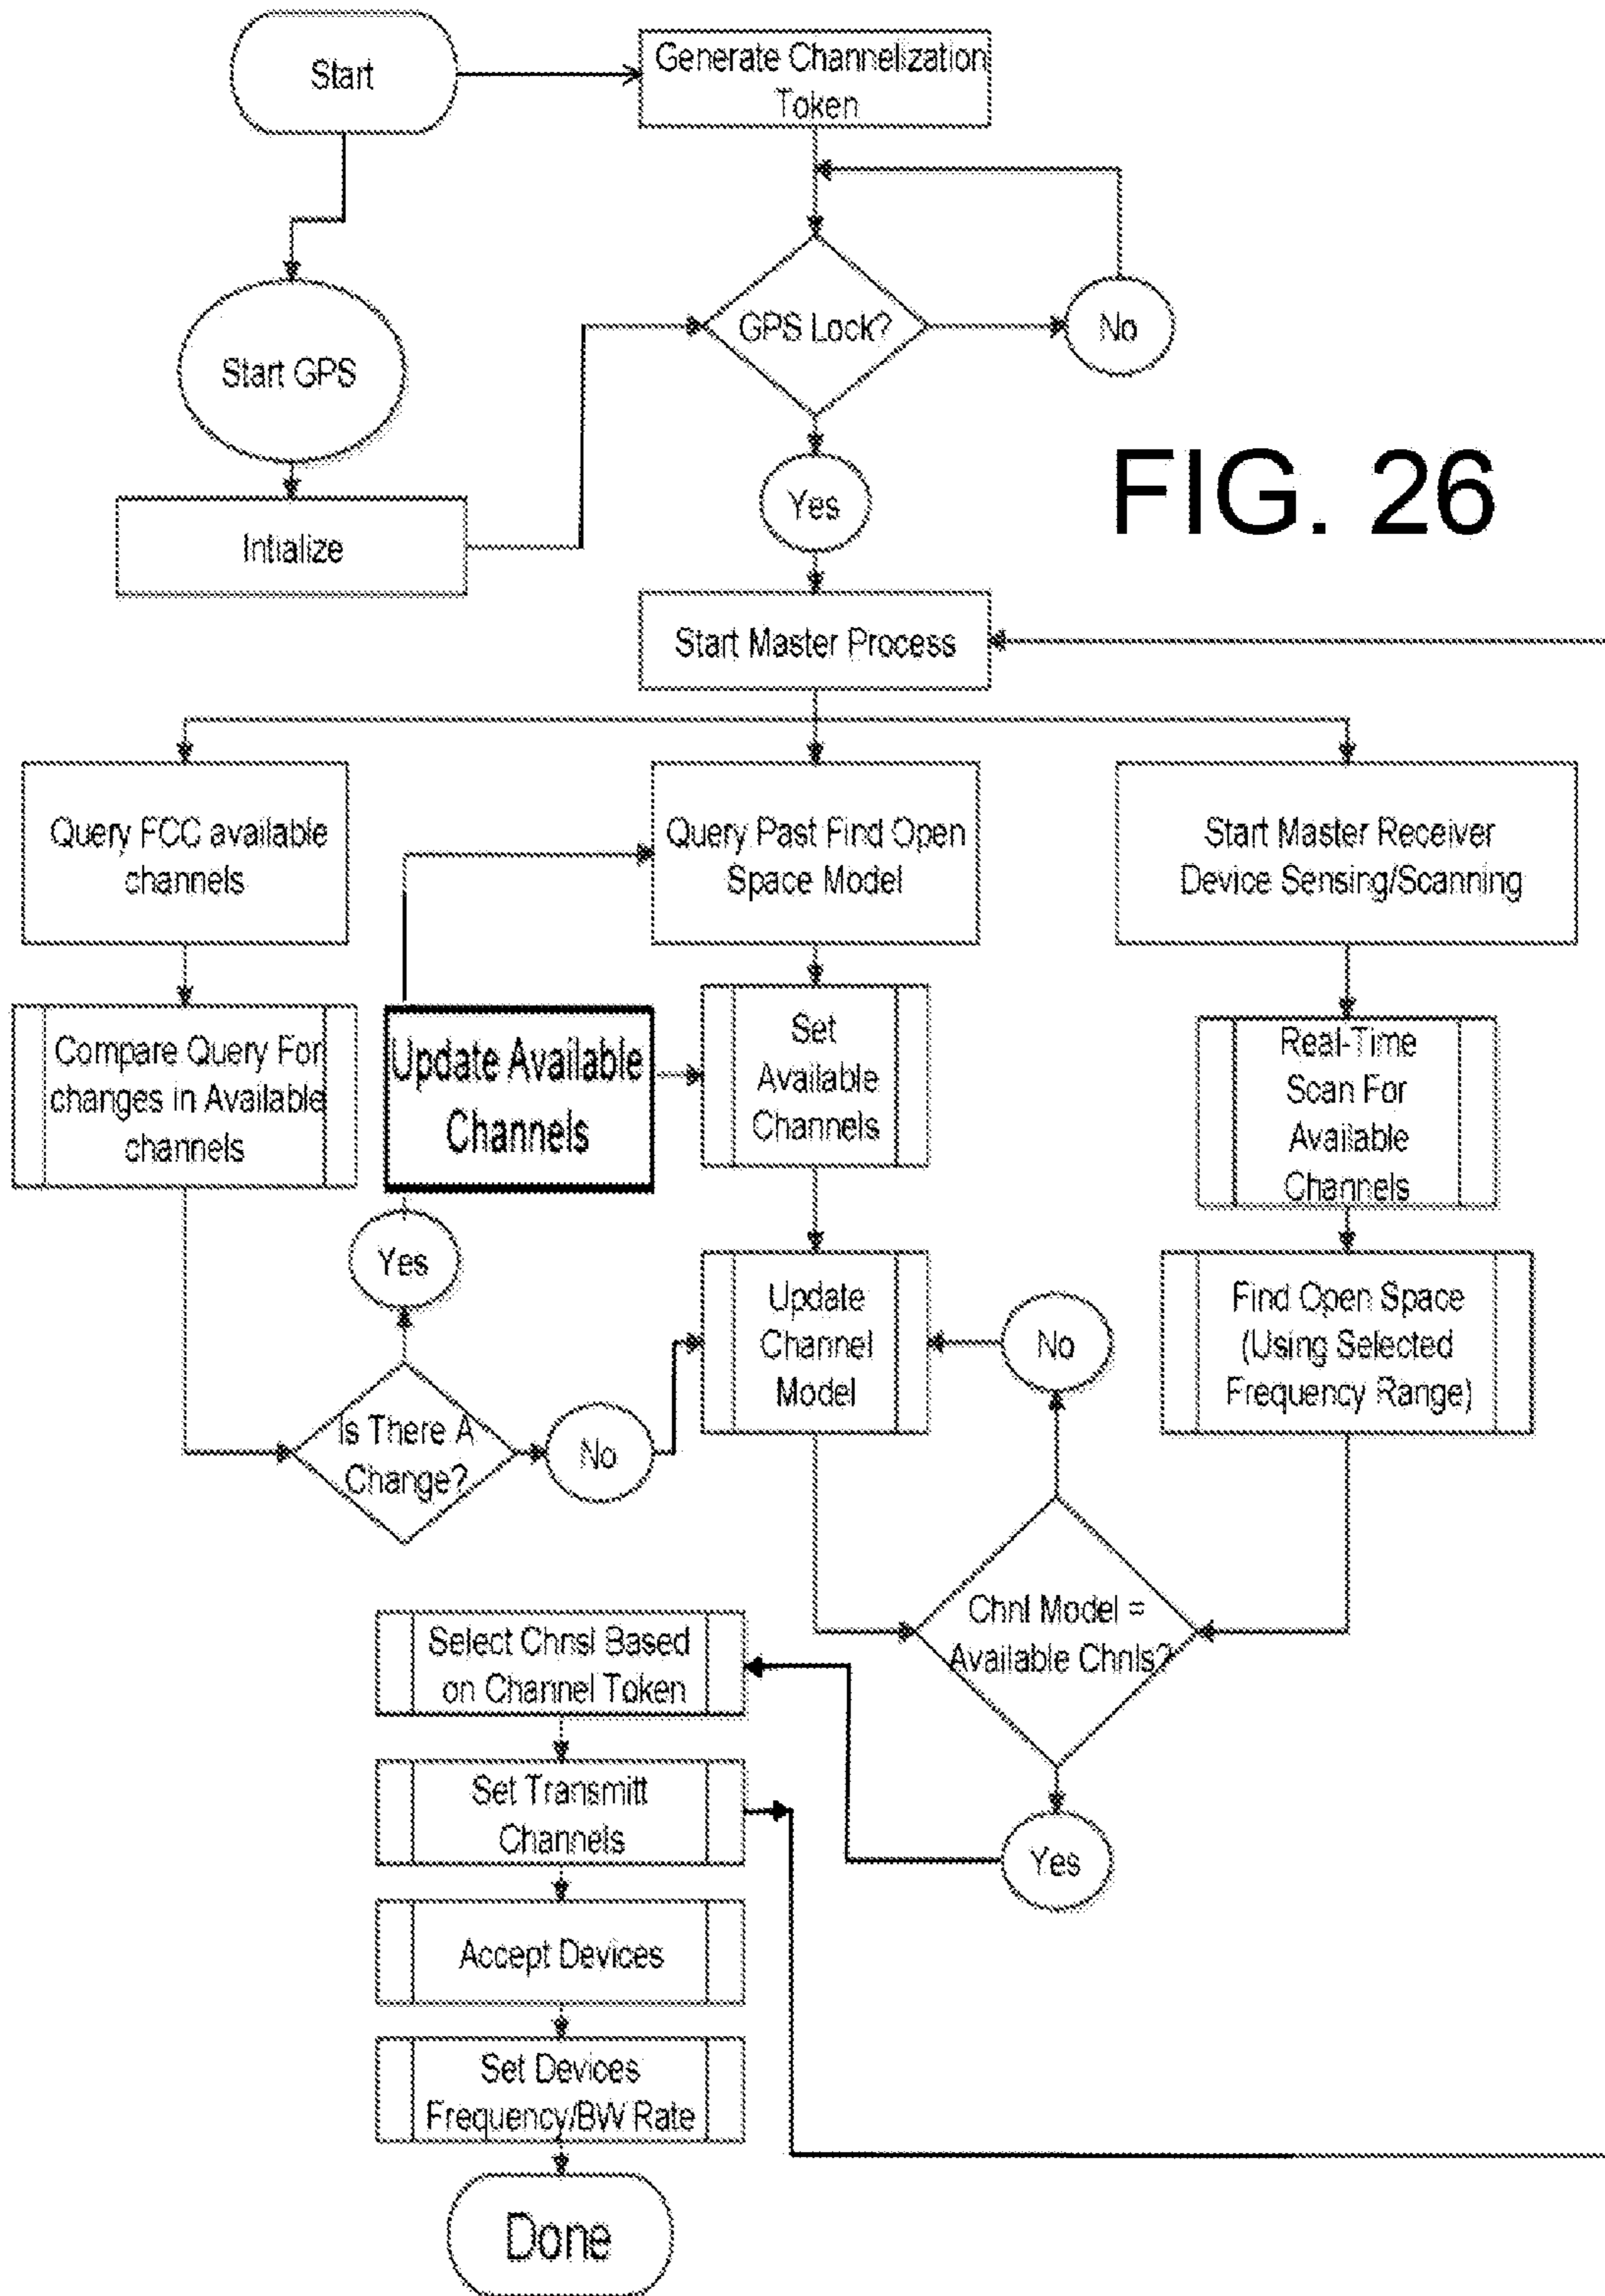 Start
Generate Channelization
Token
GPS Lock?
No
Start GPS
Yes
FIG. 26
Intialize
Start Master Process
Query FCC available
channels
Query Past Find Open
Space Model
Start Master Receiver
Device Sensing/Scanning
Compare Query For
changes in Available
channels
Update Available
Channels
Set
Available
Channels
Real-Time
Scan For
Available
Channels
Yes
Update
Channel
Model
No
Find Open Space
(Using Selected
Frequency Range)
Is There A
Change?
No
Chnl Model =
Available Chnls?
Select Chnsl Based
on Channel Token
Set Transmitt
Channels
Yes
Accept Devices
Set Devices
Frequency/BW Rate
Done